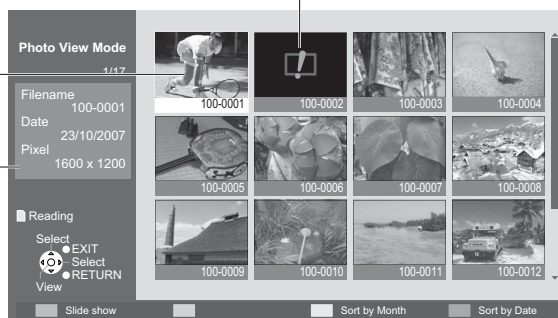 Photo View Mode
1/17
Filename
100-0001
Date
23/10/2007
Pixel
1600 x 1200
Reading
Select
EXIT
Select
RETURN
View
100-0001
100-0002
100-0003
100-0004
100-0005
100-0006
100-0007
100-0008
100-0009
100-0010
100-0011
100-0012
Slide show
Sort by Month
Sort by Date